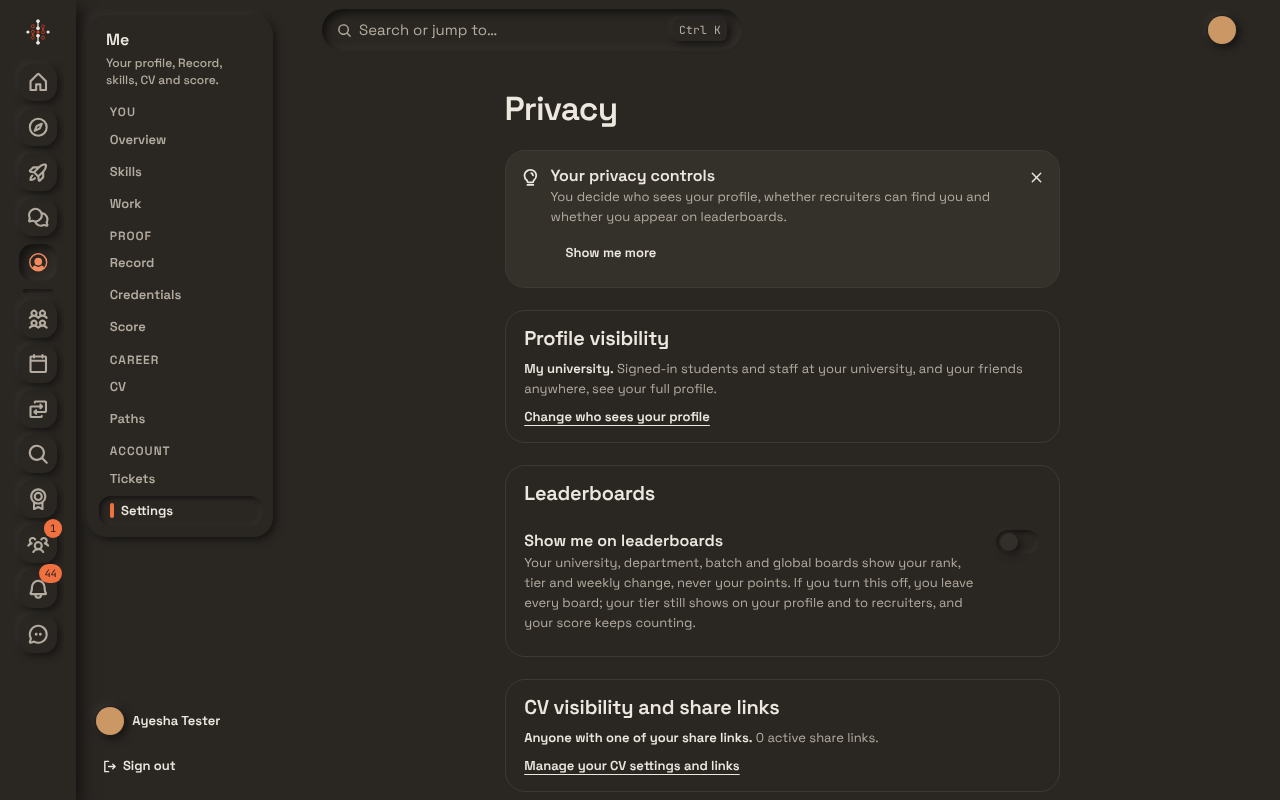 Me
Your profile, Record,
skills, CV and score.
YOU
Overview
Skills
Work
PROOF
Record
Credentials
Score
CAREER
CV
Paths
ACCOUNT
Tickets
Settings
1
44
Ayesha Tester
Sign out
Search or jump to...
Ctrl K
Privacy
Your privacy controls
You decide who sees your profile, whether recruiters can find you and
whether you appear on leaderboards.
Show me more
Profile visibility
My university. Signed-in students and staff at your university, and your friends
anywhere, see your full profile.
Change who sees your profile
Leaderboards
Show me on leaderboards
Your university, department, batch and global boards show your rank,
tier and weekly change, never your points. If you turn this off, you leave
every board; your tier still shows on your profile and to recruiters, and
your score keeps counting.
CV visibility and share links
Anyone with one of your share links. 0 active share links.
Manage your CV settings and links